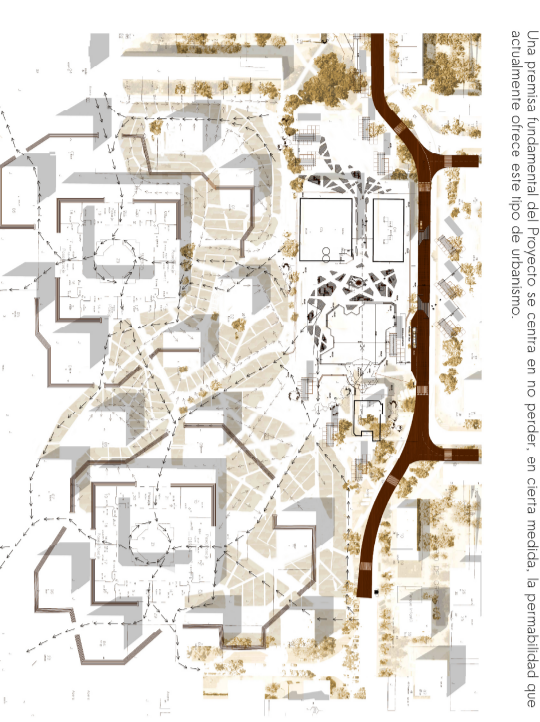 Una premisa fundamental del Proyecto se centra en no perder, en cierta medida, la permabilidad que
actualmente ofrece este tipo de urbanismo.